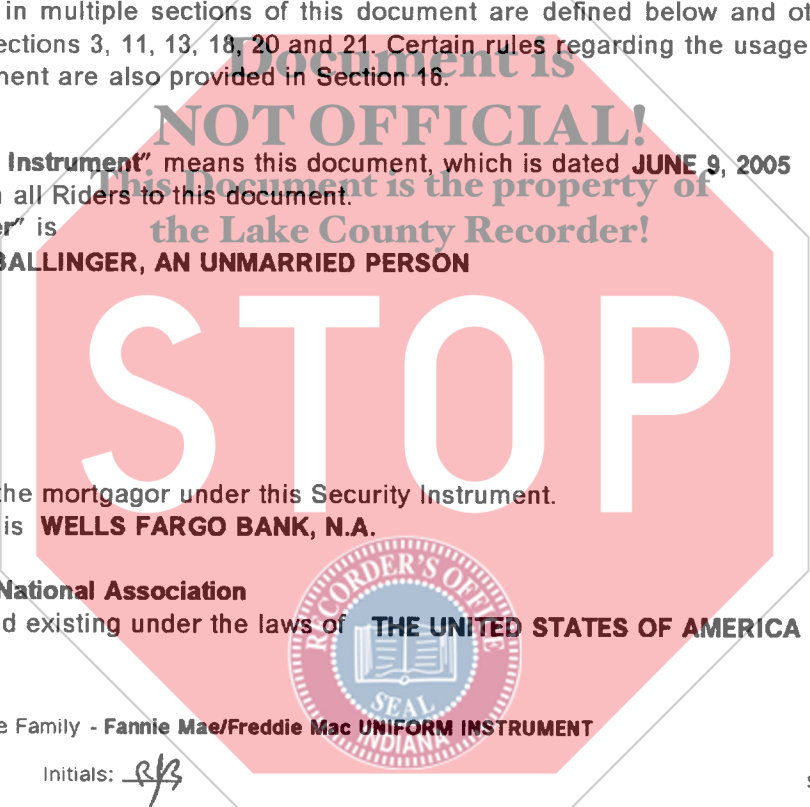 in multiple sections of this document are defined below and
ections 3, 11, 13, 18, 20 and 21. Certain rules regarding the usage
ment are also provided in Section 16.
Document is
NOT OFFICIAL!
Instrument" means this document, which is dated JUNE 9, 2005
all Riders to this document.
This Document is the property of
er" is
the Lake County Recorder!
BALLINGER, AN UNMARRIED PERSON
STOP
the mortgagor under this Security Instrument.
is WELLS FARGO BANK, N.A.
National Association
d existing under the laws of THE UNITED STATES OF AMERICA
RECORDER'S OFFICE
SEAL
INDIANA
e Family - Fannie Mae/Freddie Mac UNIFORM INSTRUMENT
Initials: RB